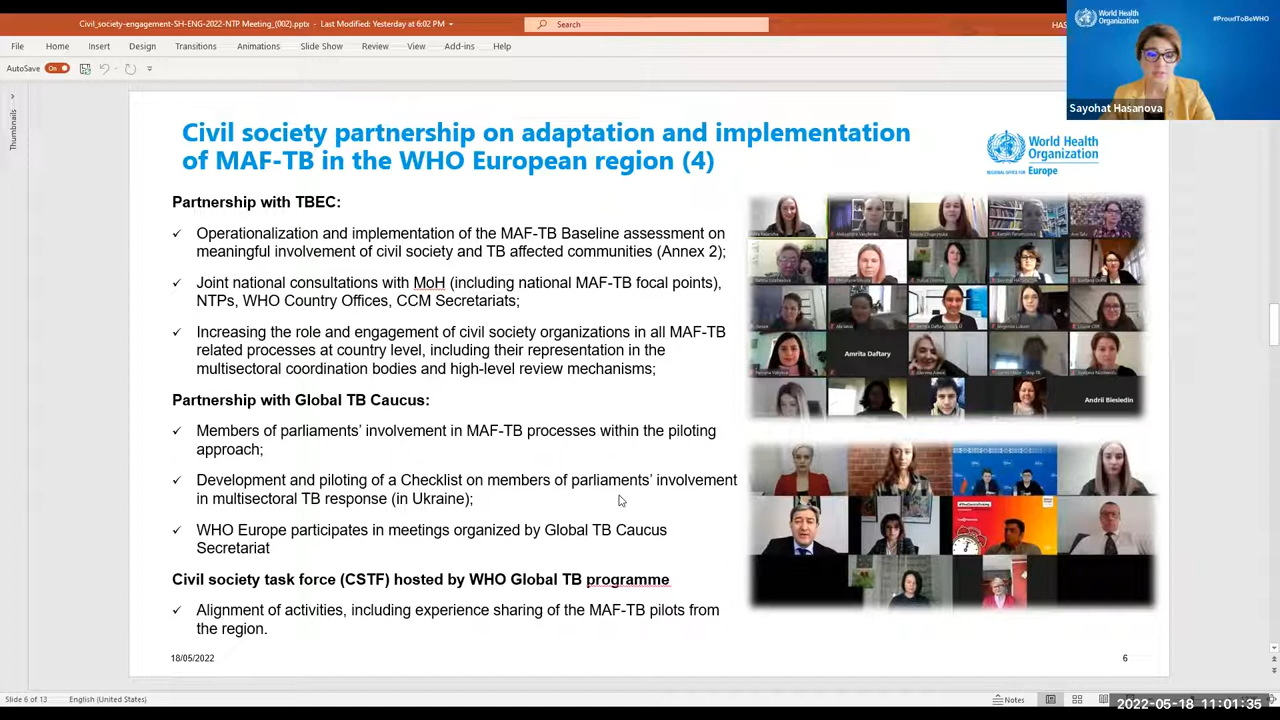 Civil_society-engagement-SH-ENG-2022-NTP Meeting_(002).pptx - Last Modified: Yesterday at 6:02 PM
Search
HAS
File Home Insert Design Transitions Animations Slide Show Review View Add-ins Help
AutoSave On
World Health
Organization
#ProudToBeWHO
Sayohat Hasanova
Thumbnails
Civil society partnership on adaptation and implementation
of MAF-TB in the WHO European region (4)
World Health
Organization
REGIONAL OFFICE FOR Europe
Partnership with TBEC:
✓ Operationalization and implementation of the MAF-TB Baseline assessment on
meaningful involvement of civil society and TB affected communities (Annex 2);
✓ Joint national consultations with MoH (including national MAF-TB focal points),
NTPs, WHO Country Offices, CCM Secretariats;
✓ Increasing the role and engagement of civil society organizations in all MAF-TB
related processes at country level, including their representation in the
multisectoral coordination bodies and high-level review mechanisms;
Partnership with Global TB Caucus:
✓ Members of parliaments’ involvement in MAF-TB processes within the piloting
approach;
✓ Development and piloting of a Checklist on members of parliaments’ involvement
in multisectoral TB response (in Ukraine);
✓ WHO Europe participates in meetings organized by Global TB Caucus
Secretariat
Civil society task force (CSTF) hosted by WHO Global TB programme
✓ Alignment of activities, including experience sharing of the MAF-TB pilots from
the region.
Amrita Daftary
18/05/2022
6
Slide 6 of 13
English (United States)
Notes
2022-05-18 11:01:35